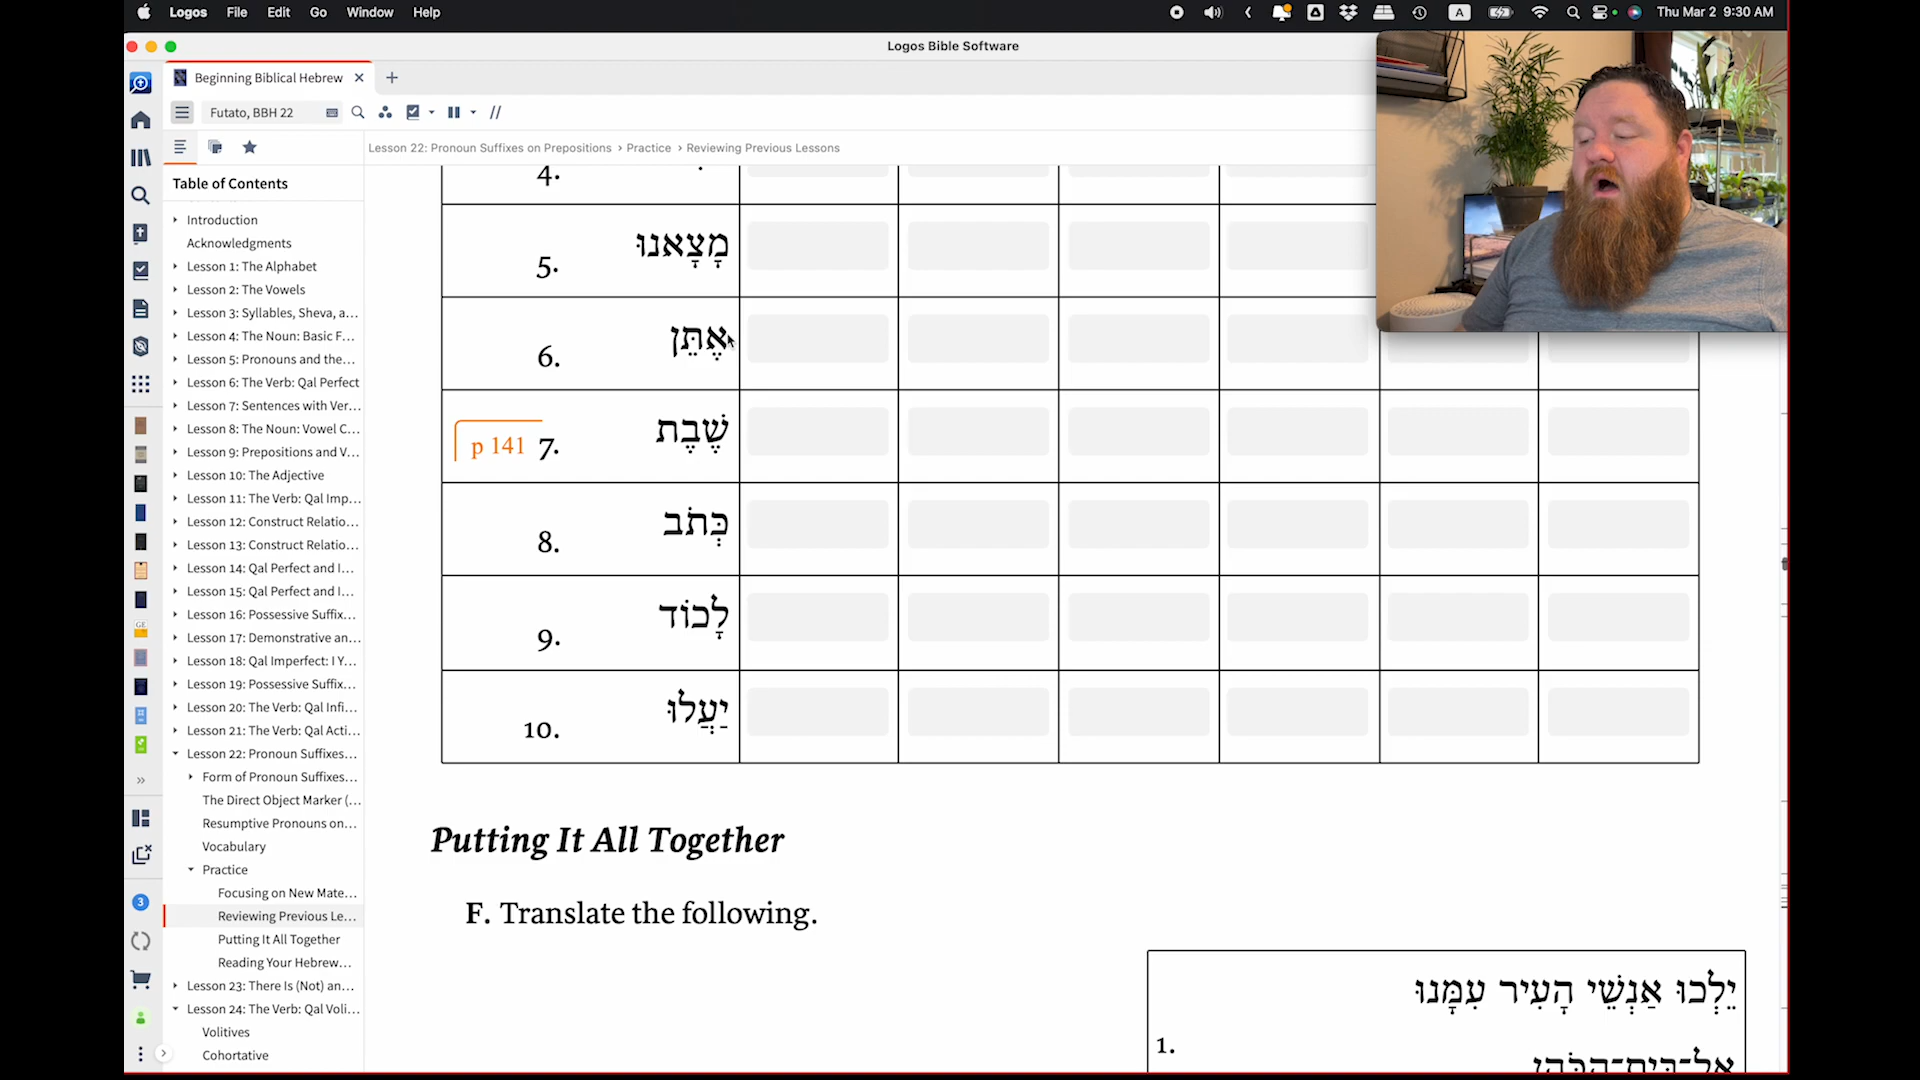 Logos File Edit Go Window Help
A
Thu Mar 2 9:30 AM
Logos Bible Software
Beginning Biblical Hebrew
Futato, BBH 22
Lesson 22: Pronoun Suffixes on Prepositions › Practice › Reviewing Previous Lessons
Table of Contents
Introduction
Acknowledgments
Lesson 1: The Alphabet
Lesson 2: The Vowels
Lesson 3: Syllables, Sheva, a...
Lesson 4: The Noun: Basic F...
Lesson 5: Pronouns and the...
Lesson 6: The Verb: Qal Perfect
Lesson 7: Sentences with Ver...
Lesson 8: The Noun: Vowel C...
Lesson 9: Prepositions and V...
Lesson 10: The Adjective
Lesson 11: The Verb: Qal Imp...
Lesson 12: Construct Relatio...
Lesson 13: Construct Relatio...
Lesson 14: Qal Perfect and I...
Lesson 15: Qal Perfect and I...
Lesson 16: Possessive Suffix...
Lesson 17: Demonstrative an...
Lesson 18: Qal Imperfect: I Y...
Lesson 19: Possessive Suffix...
Lesson 20: The Verb: Qal Infi...
Lesson 21: The Verb: Qal Acti...
Lesson 22: Pronoun Suffixes...
Form of Pronoun Suffixes...
The Direct Object Marker (...
Resumptive Pronouns on...
Vocabulary
Practice
Focusing on New Mate...
Reviewing Previous Le...
Putting It All Together
Reading Your Hebrew...
Lesson 23: There Is (Not) an...
Lesson 24: The Verb: Qal Voli...
Volitives
Cohortative
GE
3
4.
5. מָצָאנוּ
6. אֶתֵּן
p 141 7. שֶׁבֶת
8. כְּתֹב
9. לָכוֹד
10. יַעֲלוּ
Putting It All Together
F. Translate the following.
1. יֵלְכוּ אַנְשֵׁי הָעִיר עִמָּנוּ
אל־בית־הכהן